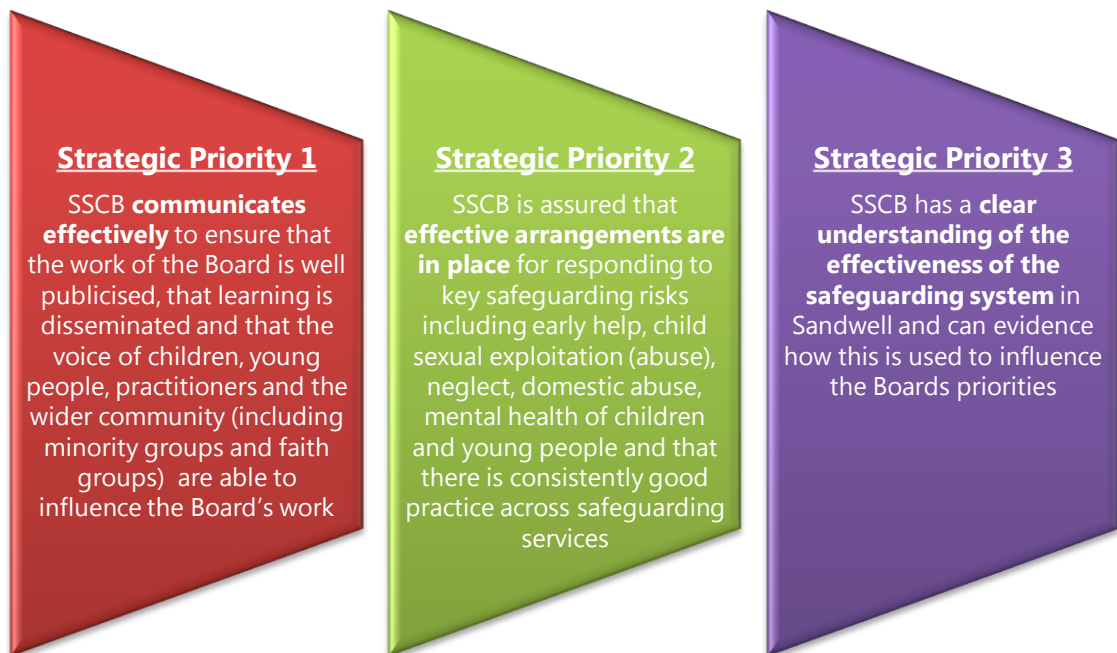 Strategic Priority 1
SSCB communicates
effectively to ensure that
the work of the Board is well
publicised, that learning is
disseminated and that the
voice of children, young
people, practitioners and the
wider community (including
minority groups and faith
groups)  are able to
influence the Board's work
Strategic Priority 2
SSCB is assured that
effective arrangements are
in place for responding to
key safeguarding risks
including early help, child
sexual exploitation (abuse),
neglect, domestic abuse,
mental health of children
and young people and that
there is consistently good
practice across safeguarding
services
Strategic Priority 3
SSCB has a clear
understanding of the
effectiveness of the
safeguarding system in
Sandwell and can evidence
how this is used to influence
the Boards priorities